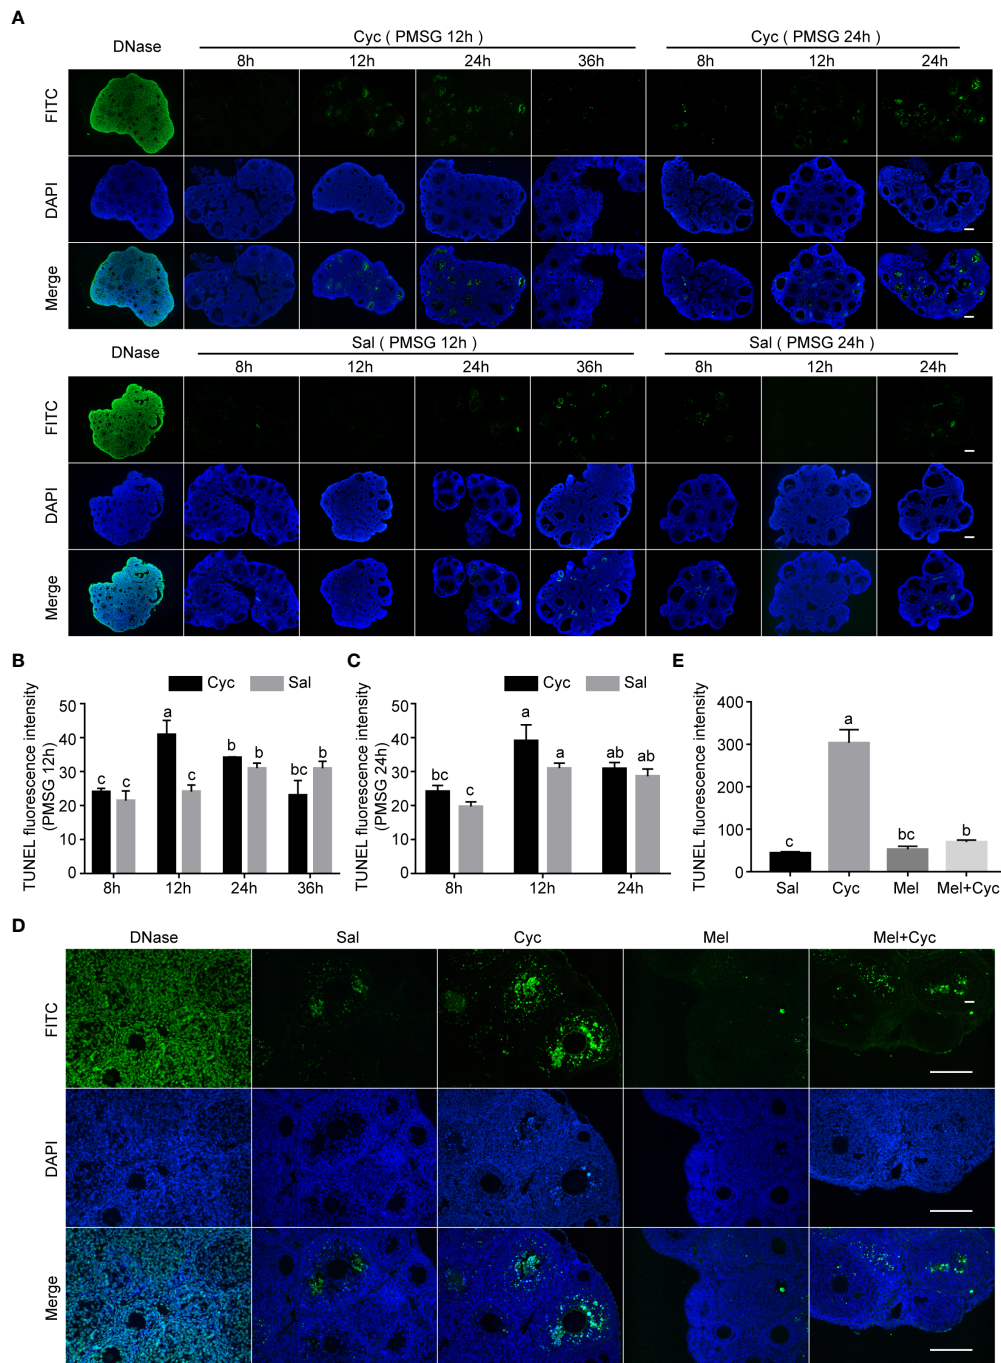 A
DNase
Cyc ( PMSG 12h )
Cyc ( PMSG 24h )
8h 12h 24h 36h 8h 12h 24h
FITC
DAPI
Merge
DNase
Sal ( PMSG 12h )
Sal ( PMSG 24h )
8h 12h 24h 36h 8h 12h 24h
FITC
DAPI
Merge
B
Cyc Sal
TUNEL fluorescence intensity
(PMSG 12h)
50
40
30
20
10
0
c c a c b b bc b
8h 12h 24h 36h
C
Cyc Sal
TUNEL fluorescence intensity
(PMSG 24h)
50
40
30
20
10
0
bc c a a ab ab
8h 12h 24h
E
TUNEL fluorescence intensity
400
300
200
100
0
c a bc b
Sal Cyc Mel Mel+Cyc
D
DNase Sal Cyc Mel Mel+Cyc
FITC
DAPI
Merge